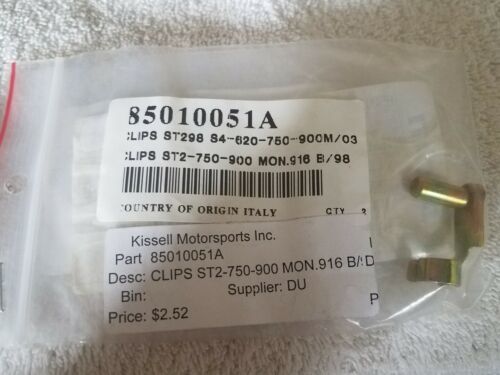 85010051A
CLIPS ST298 S4-620-750-900M/03
CLIPS ST2-750-900 MON.916 B/98
COUNTRY OF ORIGIN ITALY QTY
Kissell Motorsports Inc.
Part 85010051A
Desc: CLIPS ST2-750-900 MON.916 B/9
Bin: Supplier: DU
Price: $2.52